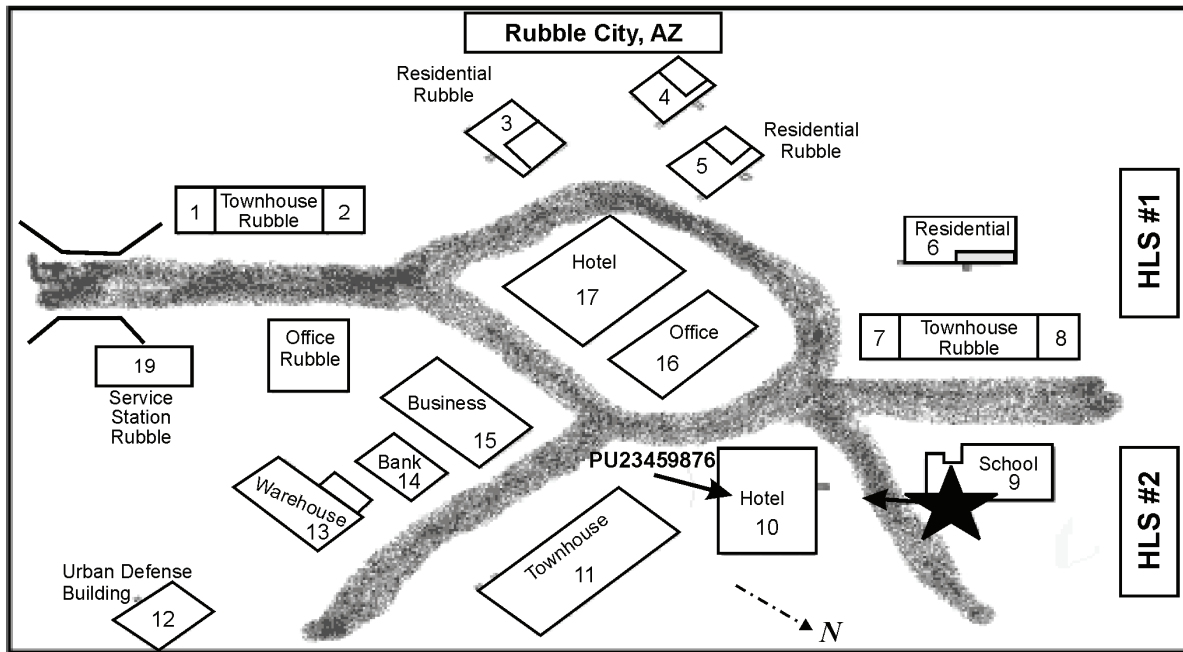 Rubble City, AZ
Residential
Rubble
3
4
5
Residential
Rubble
1
Townhouse
Rubble
2
HLS #1
Residential
6
Hotel
17
Office
16
7
Townhouse
Rubble
8
Office
Rubble
19
Service
Station
Rubble
Business
15
Bank
14
Warehouse
13
PU23459876
Hotel
10
School
9
HLS #2
Townhouse
11
Urban Defense
Building
12
N